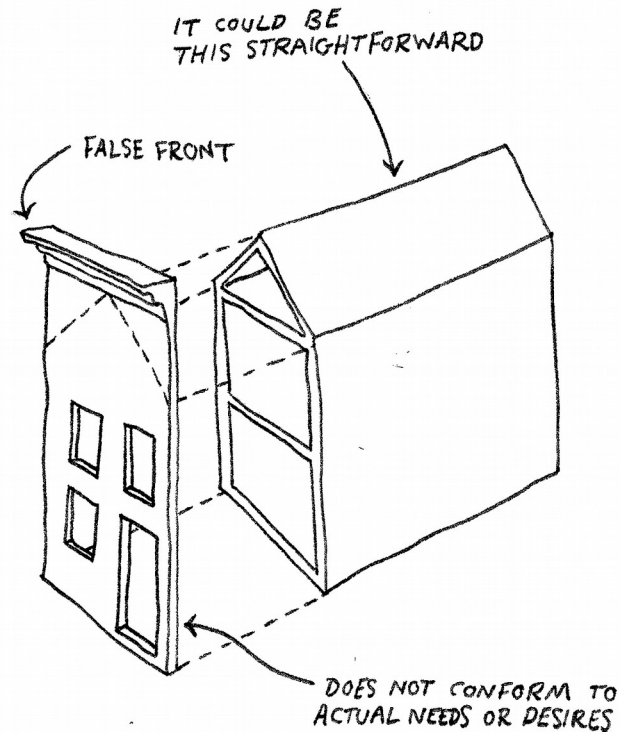 IT COULD BE
THIS STRAIGHTFORWARD
FALSE FRONT
DOES NOT CONFORM TO
ACTUAL NEEDS OR DESIRES